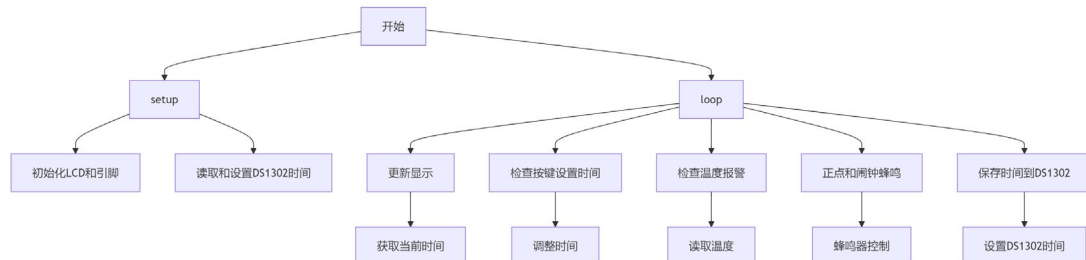 开始
setup
loop
初始化LCD和引脚
读取和设置DS1302时间
更新显示
检查按键设置时间
检查温度报警
正点和闹钟蜂鸣
保存时间到DS1302
获取当前时间
调整时间
读取温度
蜂鸣器控制
设置DS1302时间